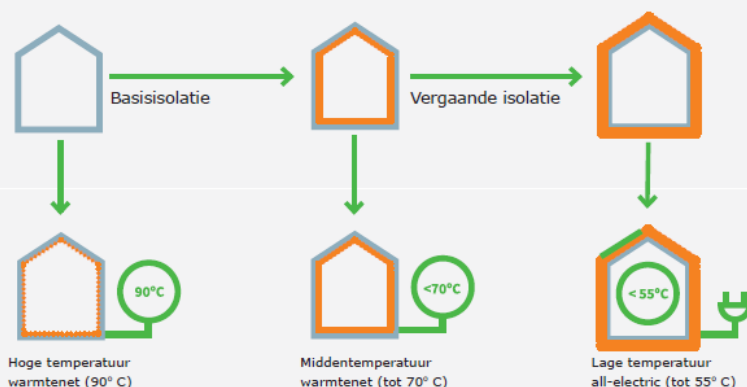 Basisisolatie
Vergaande isolatie
90°C
<70°C
< 55°C
Hoge temperatuur
warmtenet (90° C)
Middentemperatuur
warmtenet (tot 70° C)
Lage temperatuur
all-electric (tot 55° C)